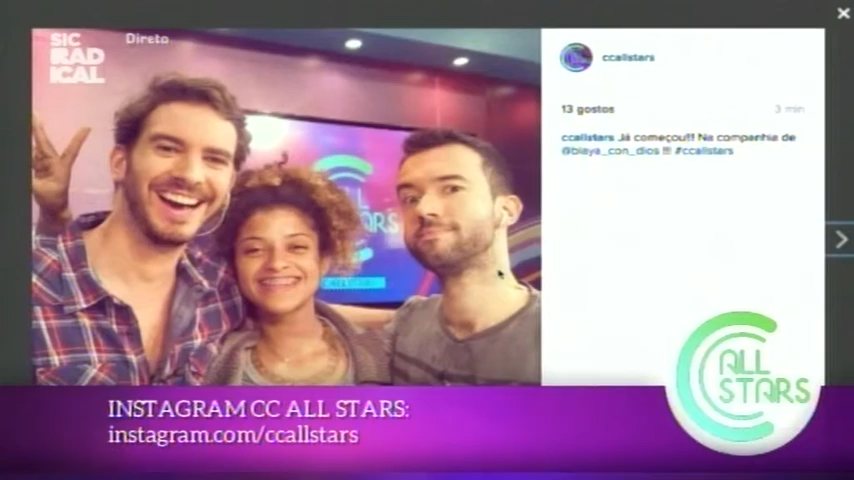 SIC
RAD
ICAL
Direto
ccallstars
13 gostos
3 min
ccallstars Já começou!!! Na companhia de
@blaya_con_dios !!! #ccallstars
ALL
STARS
CCALLSTARS
ALL
STARS
INSTAGRAM CC ALL STARS:
instagram.com/ccallstars